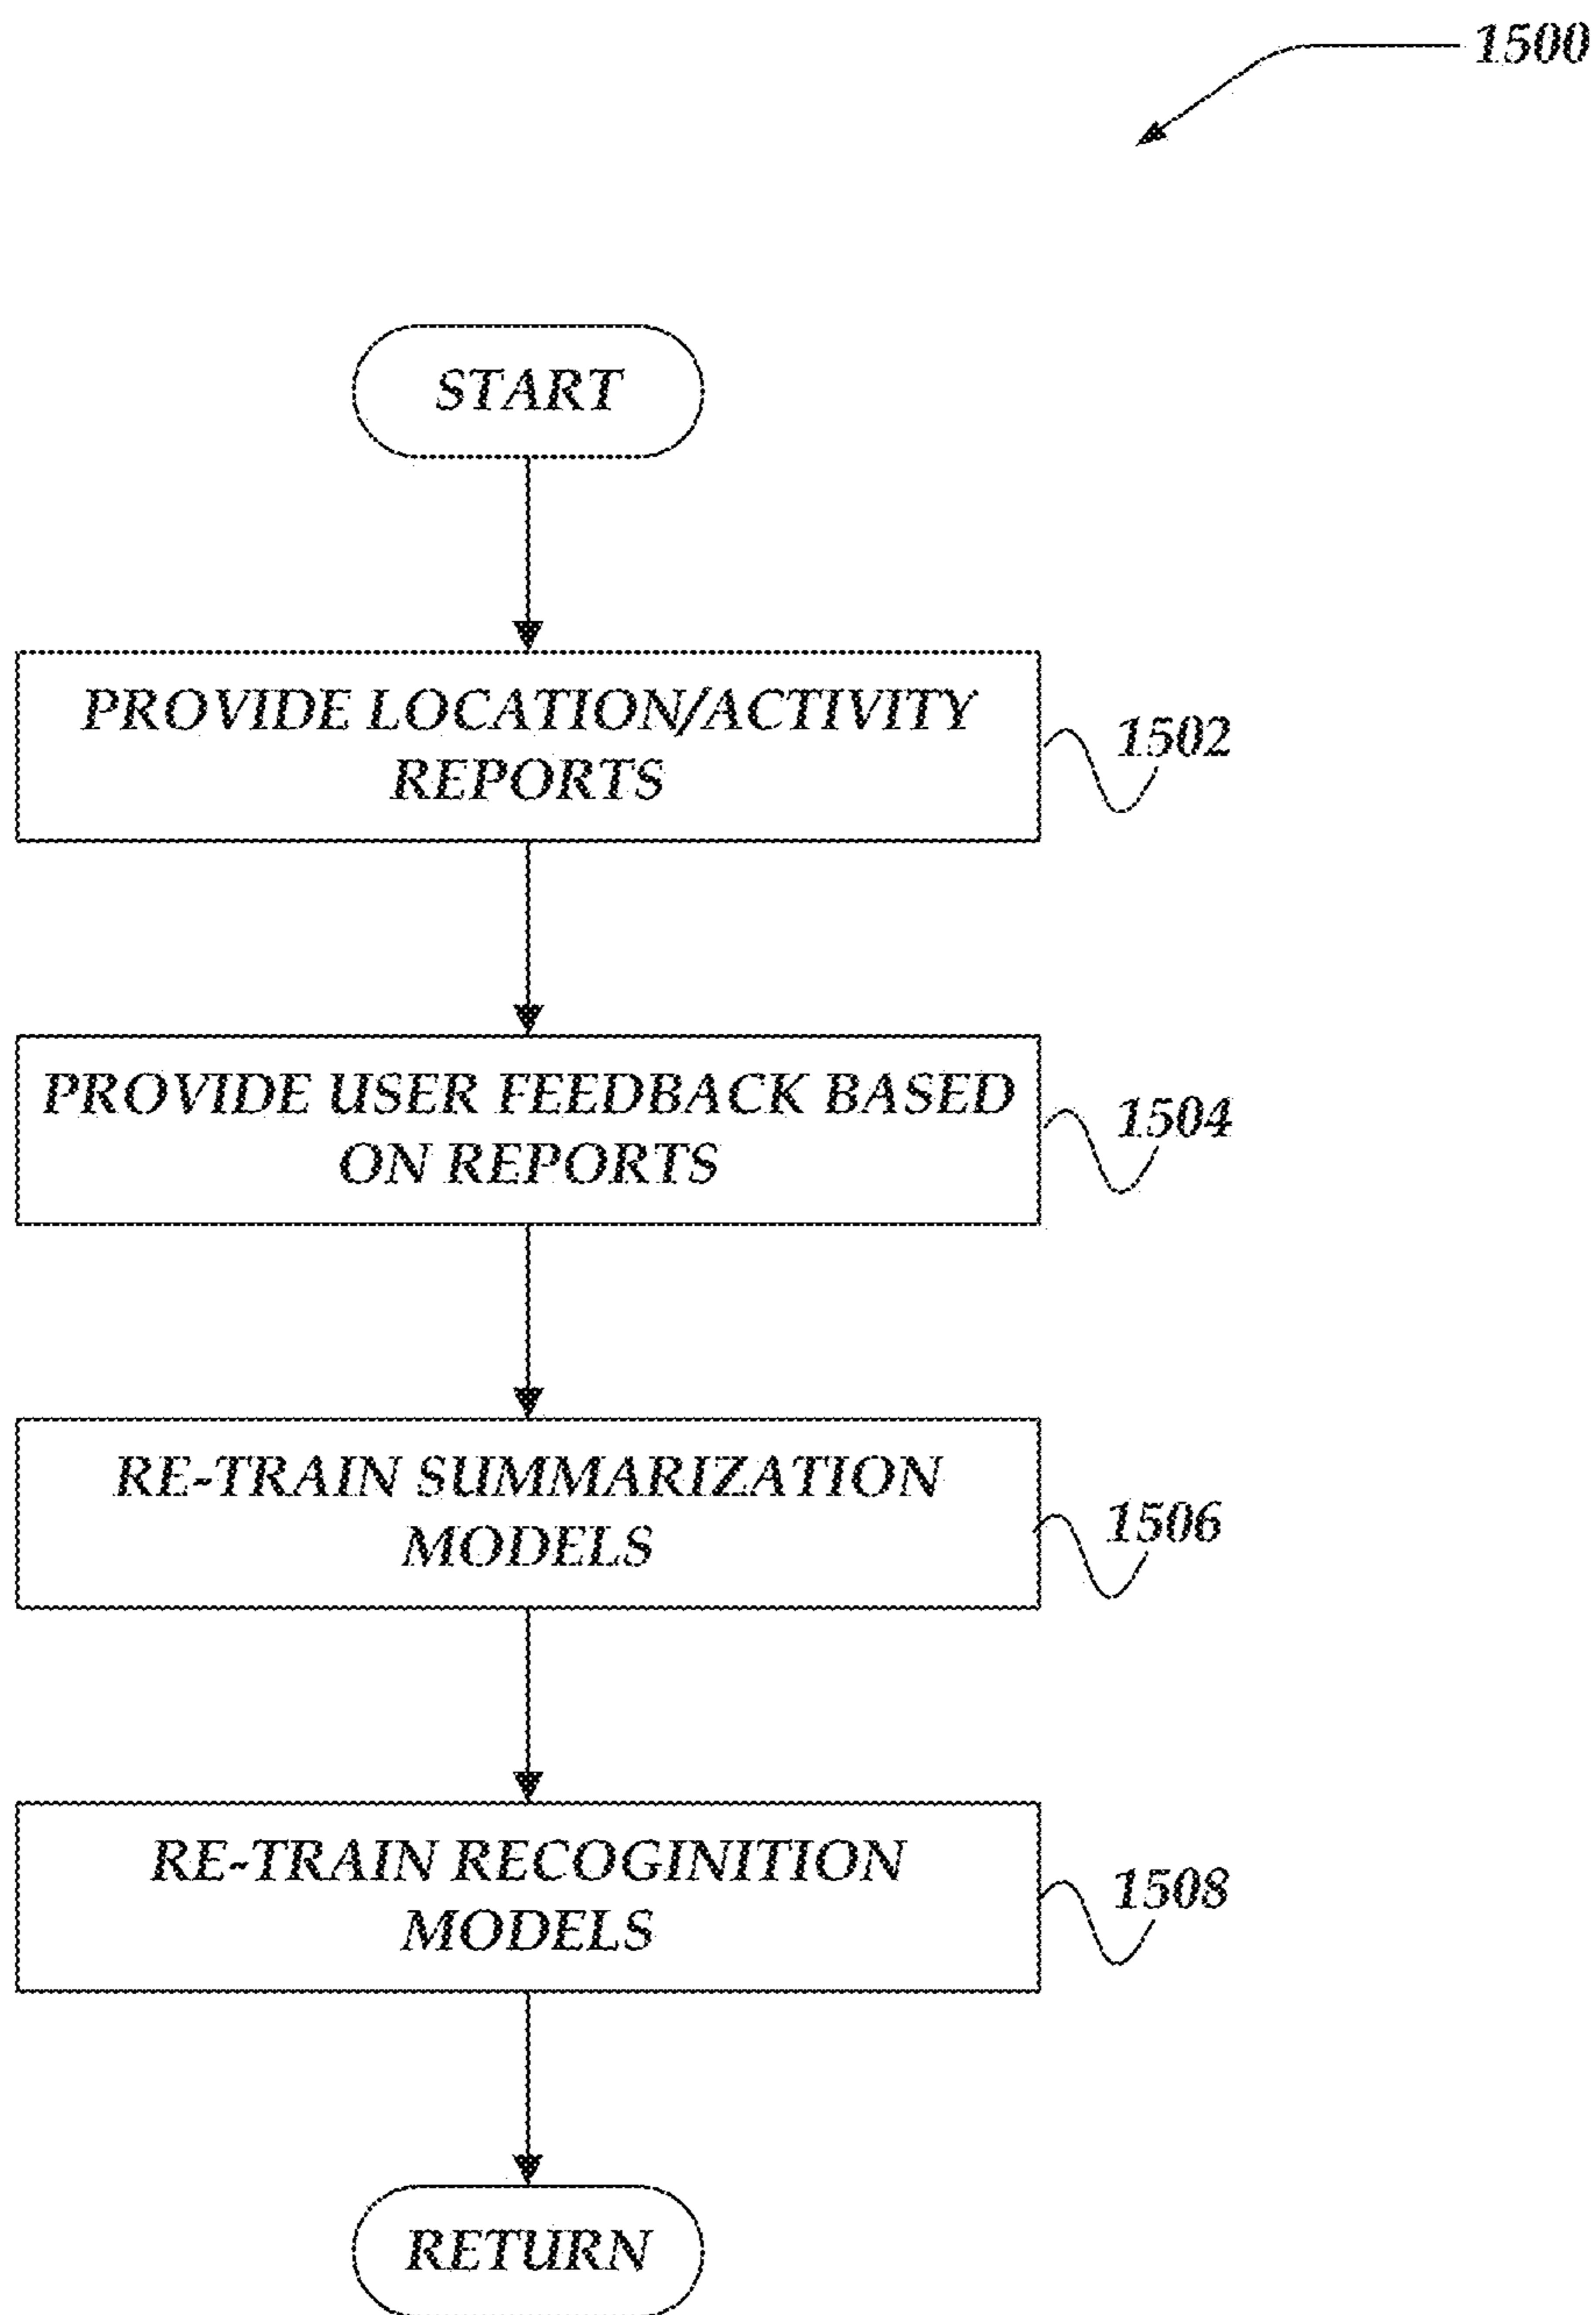 1500
START
PROVIDE LOCATION/ACTIVITY
REPORTS
1502
PROVIDE USER FEEDBACK BASED
ON REPORTS
1504
RE-TRAIN SUMMARIZATION
MODELS
1506
RE-TRAIN RECOGINITION
MODELS
1508
RETURN